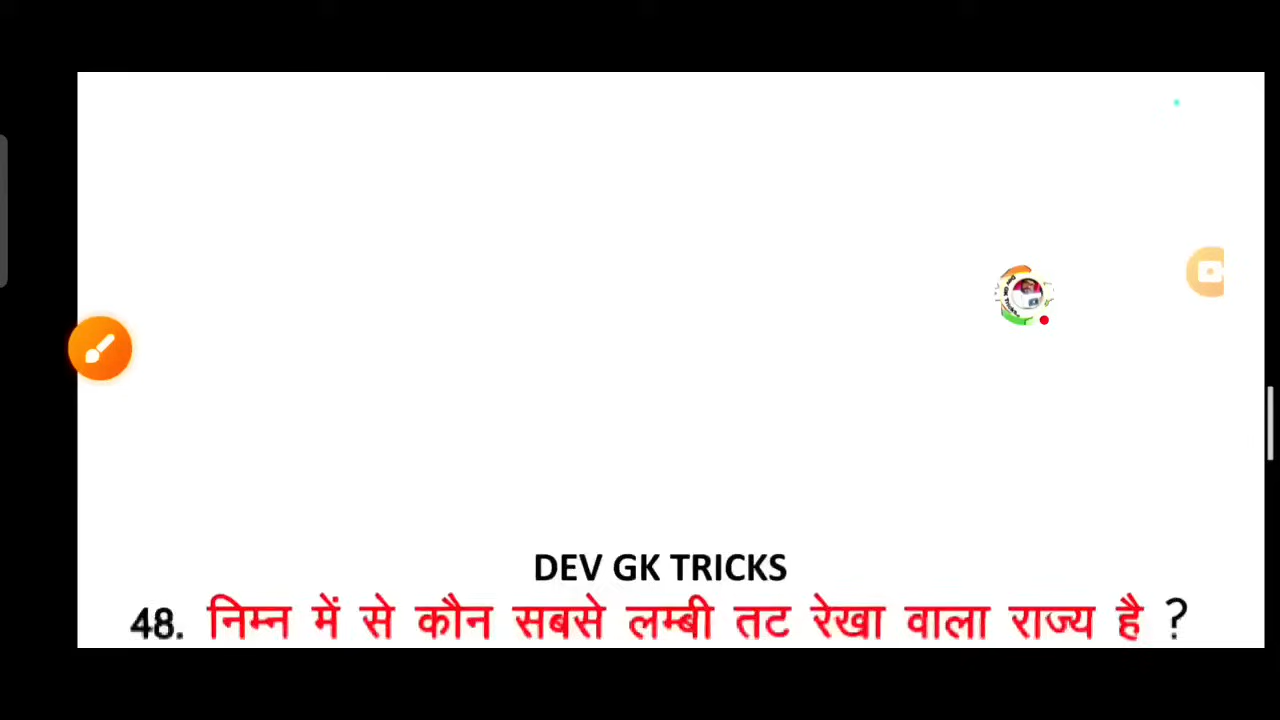 DEV GK TRICKS
48. निम्न में से कौन सबसे लम्बी तट रेखा वाला राज्य है ?